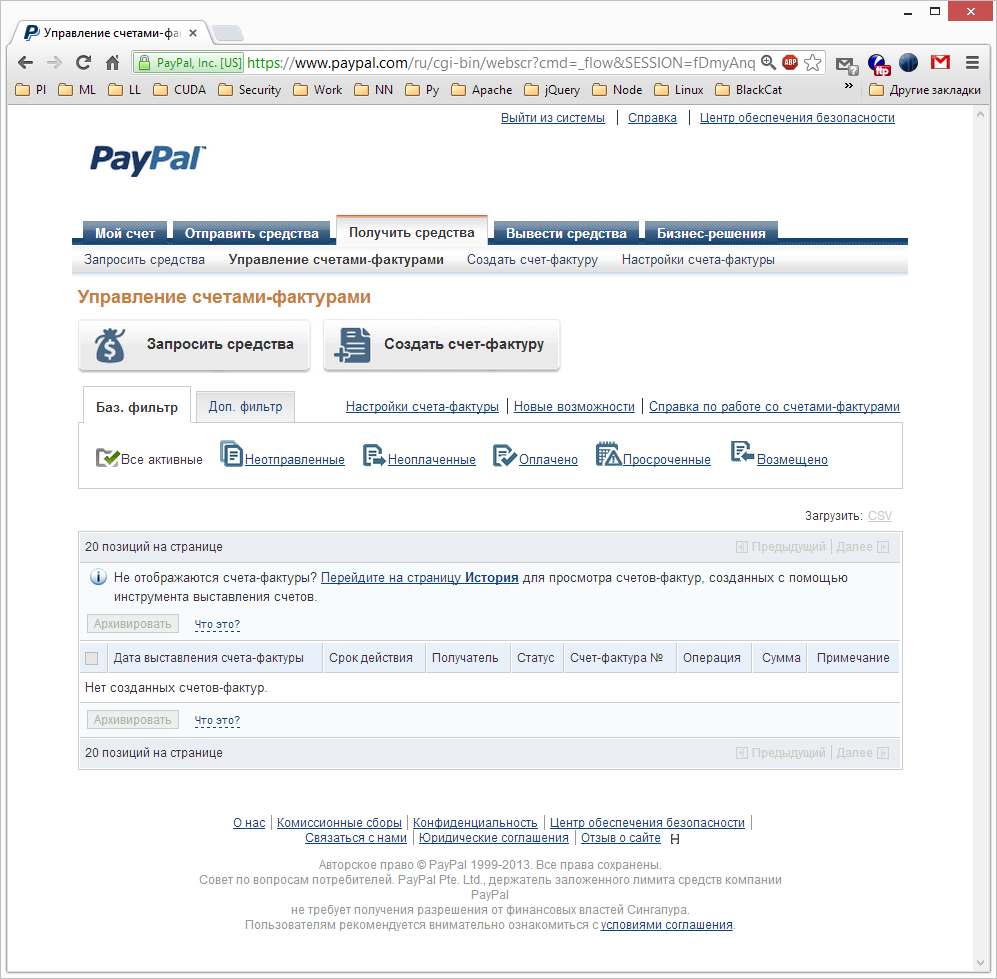 Управление счетами-фа
PayPal, Inc. [US] https://www.paypal.com/ru/cgi-bin/webscr?cmd=_flow&SESSION=fDmyAnq ABP NP
PI ML LL CUDA Security Work NN Py Apache jQuery Node Linux BlackCat » Другие закладки
Выйти из системы Справка Центр обеспечения безопасности
PayPal™
Мой счет Отправить средства Получить средства Вывести средства Бизнес-решения
Запросить средства Управление счетами-фактурами Создать счет-фактуру Настройки счета-фактуры
Управление счетами-фактурами
Запросить средства Создать счет-фактуру
Баз. фильтр Доп. фильтр Настройки счета-фактуры Новые возможности Справка по работе со счетами-фактурами
Все активные Неотправленные Неоплаченные Оплачено Просроченные Возмещено
Загрузить: CSV
20 позиций на странице Предыдущий Далее
Не отображаются счета-фактуры? Перейдите на страницу История для просмотра счетов-фактур, созданных с помощью
инструмента выставления счетов.
Архивировать Что это?
Дата выставления счета-фактуры Срок действия Получатель Статус Счет-фактура № Операция Сумма Примечание
Нет созданных счетов-фактур.
Архивировать Что это?
20 позиций на странице Предыдущий Далее
О нас Комиссионные сборы Конфиденциальность Центр обеспечения безопасности
Связаться с нами Юридические соглашения Отзыв о сайте
Авторское право © PayPal 1999-2013. Все права сохранены.
Совет по вопросам потребителей. PayPal Pte. Ltd., держатель заложенного лимита средств компании
PayPal
не требует получения разрешения от финансовых властей Сингапура.
Пользователям рекомендуется внимательно ознакомиться с условиями соглашения.